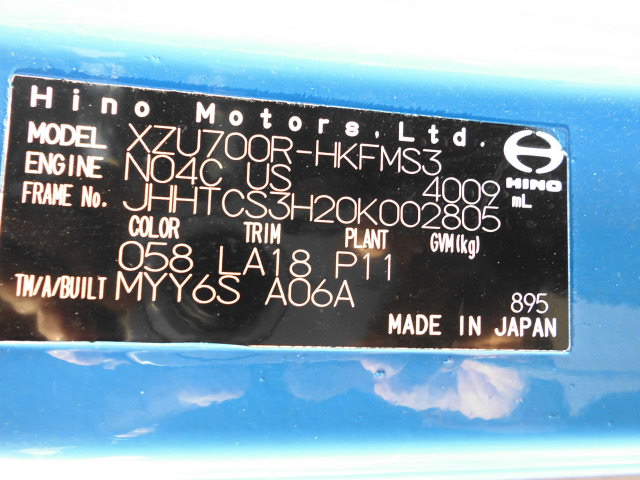 Hino Motors,Ltd.
HINO
MODEL XZU700R-HKFMS3
ENGINE N04C US 4009 mL
FRAME No. JHHTCS3H20K002805
COLOR TRIM PLANT GVM(kg)
058 LA18 P11
TM/A/BUILT MYY6S A06A
895
MADE IN JAPAN